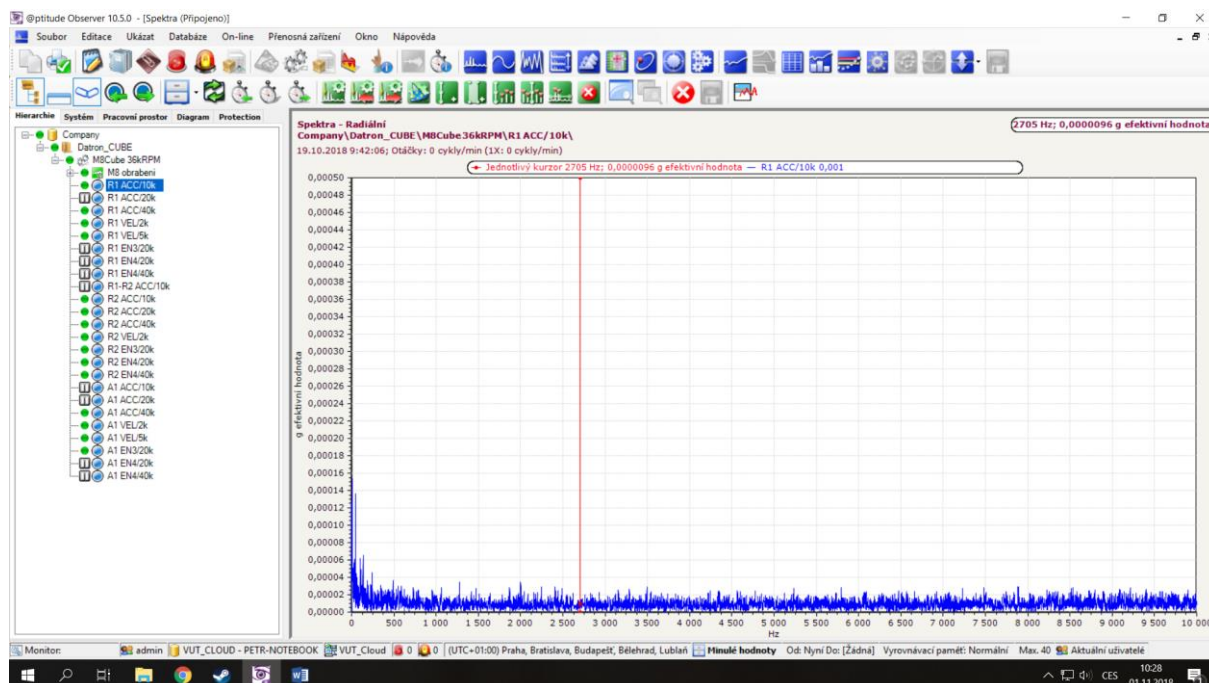 @ptitude Observer 10.5.0 - [Spektra (Připojeno)]
Soubor Editace Ukázat Databáze On-line Přenosná zařízení Okno Nápověda
Hierarchie Systém Pracovní prostor Diagram Protection
Company
Datron_CUBE
M8Cube 36kRPM
M8 obrabeni
R1 ACC/10k
R1 ACC/20k
R1 ACC/40k
R1 VEL/2k
R1 VEL/5k
R1 EN3/20k
R1 EN4/20k
R1 EN4/40k
R1-R2 ACC/10k
R2 ACC/10k
R2 ACC/20k
R2 ACC/40k
R2 VEL/2k
R2 EN3/20k
R2 EN4/20k
R2 EN4/40k
A1 ACC/10k
A1 ACC/20k
A1 ACC/40k
A1 VEL/2k
A1 VEL/5k
A1 EN3/20k
A1 EN4/20k
A1 EN4/40k
Spektra - Radiální
Company\Datron_CUBE\M8Cube36kRPM\R1 ACC/10k\
2705 Hz; 0,0000096 g efektivní hodnota
19.10.2018 9:42:06; Otáčky: 0 cykly/min (1X: 0 cykly/min)
Jednotlivý kurzor 2705 Hz; 0,0000096 g efektivní hodnota — R1 ACC/10k 0,001
0,00050
0,00048
0,00046
0,00044
0,00042
0,00040
0,00038
0,00036
0,00034
0,00032
0,00030
0,00028
0,00026
0,00024
0,00022
0,00020
0,00018
0,00016
0,00014
0,00012
0,00010
0,00008
0,00006
0,00004
0,00002
0,00000
g efektivní hodnota
0 500 1 000 1 500 2 000 2 500 3 000 3 500 4 000 4 500 5 000 5 500 6 000 6 500 7 000 7 500 8 000 8 500 9 000 9 500 10 000
Hz
Monitor: admin VUT_CLOUD - PETR-NOTEBOOK VUT_Cloud 0 0 (UTC+01:00) Praha, Bratislava, Budapešť, Bělehrad, Lublaň Minulé hodnoty Od: Nyní Do: [Žádná] Vyrovnávací paměť: Normální Max. 40 Aktuální uživatelé
CES 10:28
01.11.2018